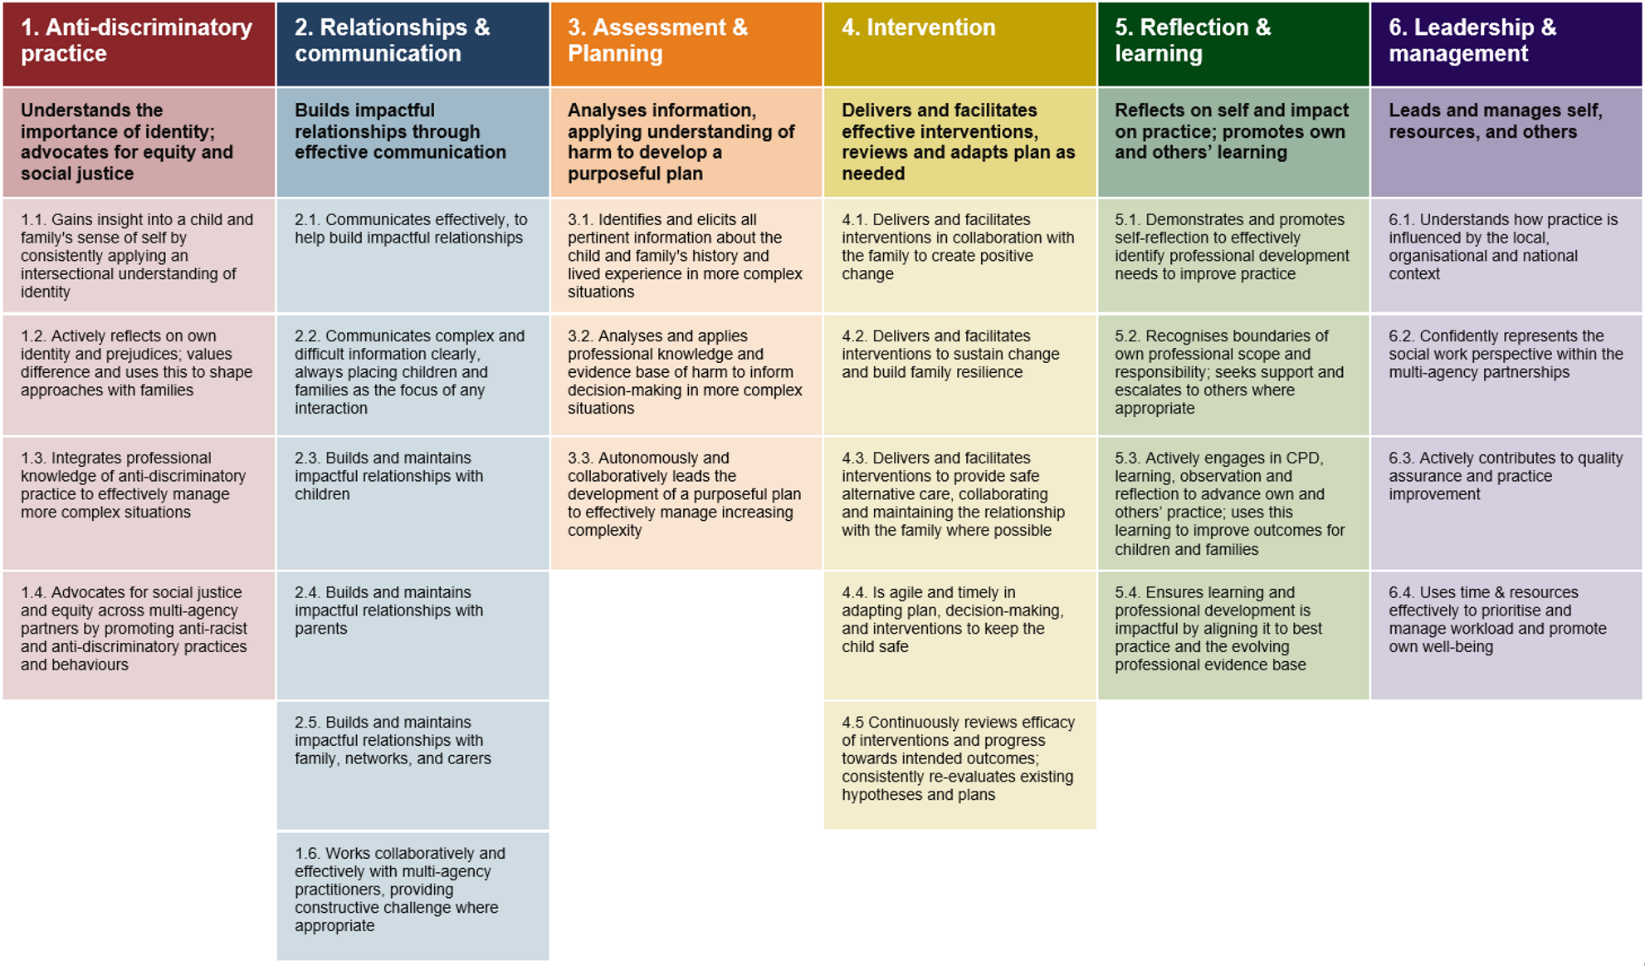 1. Anti-discriminatory
practice
Understands the
importance of identity;
advocates for equity and
social justice
1.1. Gains insight into a child and
family's sense of self by
consistently applying an
intersectional understanding of
identity
1.2. Actively reflects on own
identity and prejudices; values
difference and uses this to shape
approaches with families
1.3. Integrates professional
knowledge of anti-discriminatory
practice to effectively manage
more complex situations
1.4. Advocates for social justice
and equity across multi-agency
partners by promoting anti-racist
and anti-discriminatory practices
and behaviours
2. Relationships &
communication
Builds impactful
relationships through
effective communication
2.1. Communicates effectively, to
help build impactful relationships
2.2. Communicates complex and
difficult information clearly,
always placing children and
families as the focus of any
interaction
2.3. Builds and maintains
impactful relationships with
children
2.4. Builds and maintains
impactful relationships with
parents
2.5. Builds and maintains
impactful relationships with
family, networks, and carers
1.6. Works collaboratively and
effectively with multi-agency
practitioners, providing
constructive challenge where
appropriate
3. Assessment &
Planning
Analyses information,
applying understanding of
harm to develop a
purposeful plan
3.1. Identifies and elicits all
pertinent information about the
child and family's history and
lived experience in more complex
situations
3.2. Analyses and applies
professional knowledge and
evidence base of harm to inform
decision-making in more complex
situations
3.3. Autonomously and
collaboratively leads the
development of a purposeful plan
to effectively manage increasing
complexity
4. Intervention
Delivers and facilitates
effective interventions,
reviews and adapts plan as
needed
4.1. Delivers and facilitates
interventions in collaboration with
the family to create positive
change
4.2. Delivers and facilitates
interventions to sustain change
and build family resilience
4.3. Delivers and facilitates
interventions to provide safe
alternative care, collaborating
and maintaining the relationship
with the family where possible
4.4. Is agile and timely in
adapting plan, decision-making,
and interventions to keep the
child safe
4.5 Continuously reviews efficacy
of interventions and progress
towards intended outcomes;
consistently re-evaluates existing
hypotheses and plans
5. Reflection &
learning
Reflects on self and impact
on practice; promotes own
and others’ learning
5.1. Demonstrates and promotes
self-reflection to effectively
identify professional development
needs to improve practice
5.2. Recognises boundaries of
own professional scope and
responsibility; seeks support and
escalates to others where
appropriate
5.3. Actively engages in CPD,
learning, observation and
reflection to advance own and
others’ practice; uses this
learning to improve outcomes for
children and families
5.4. Ensures learning and
professional development is
impactful by aligning it to best
practice and the evolving
professional evidence base
6. Leadership &
management
Leads and manages self,
resources, and others
6.1. Understands how practice is
influenced by the local,
organisational and national
context
6.2. Confidently represents the
social work perspective within the
multi-agency partnerships
6.3. Actively contributes to quality
assurance and practice
improvement
6.4. Uses time & resources
effectively to prioritise and
manage workload and promote
own well-being